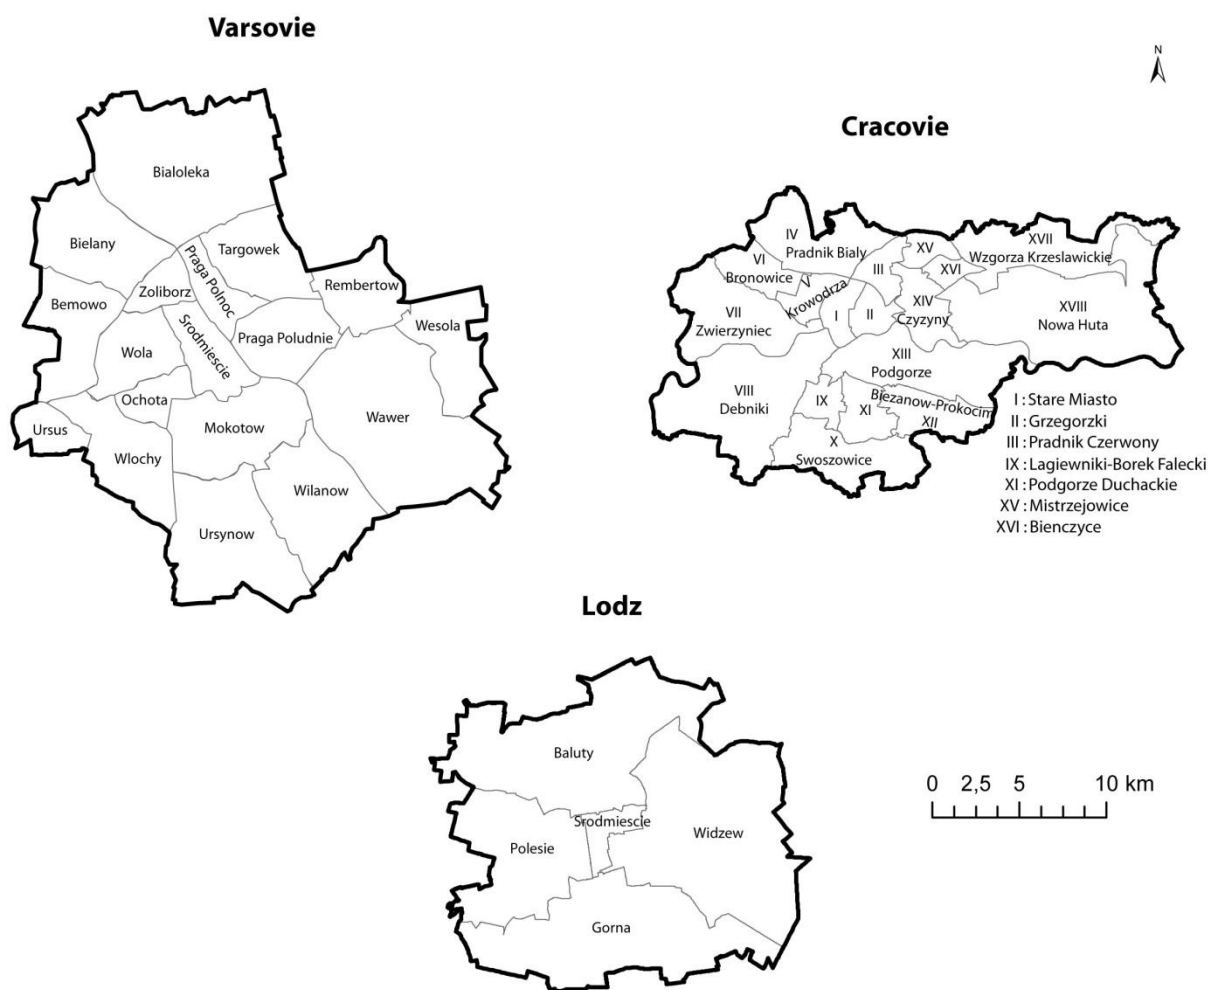 Varsovie
N
Cracovie
Bialoleka
Bielany
Targowek
Praga Polnoc
Rembertow
Bemowo
Zoliborz
Wesola
Srodmiescie
Praga Poludnie
Wola
Ochota
Wawer
Ursus
Mokotow
Wlochy
Wilanow
Ursynow
IV
Pradnik Bialy
XV
XVII
Wzgorza Krzeslawickie
VI
Bronowice
III
XVI
V
Krowodrza
XIV
Czyzyny
XVIII
Nowa Huta
VII
Zwierzyniec
I
II
XIII
Podgorze
VIII
Debniki
IX
XI
Biezanow-Prokocim
XII
X
Swoszowice
I : Stare Miasto
II : Grzegorzki
III : Pradnik Czerwony
IX : Lagiewniki-Borek Falecki
XI : Podgorze Duchackie
XV : Mistrzejowice
XVI : Bienczyce
Lodz
Baluty
Srodmiescie
Polesie
Widzew
Gorna
0 2,5 5 10 km